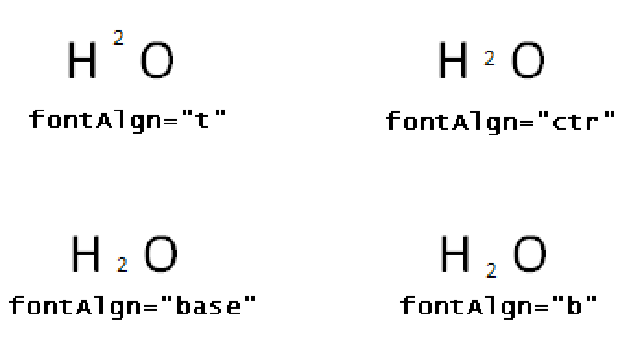 H 2 O
fontAlgn="t"
H 2 O
fontAlgn="ctr"
H 2 O
fontAlgn="base"
H 2 O
fontAlgn="b"